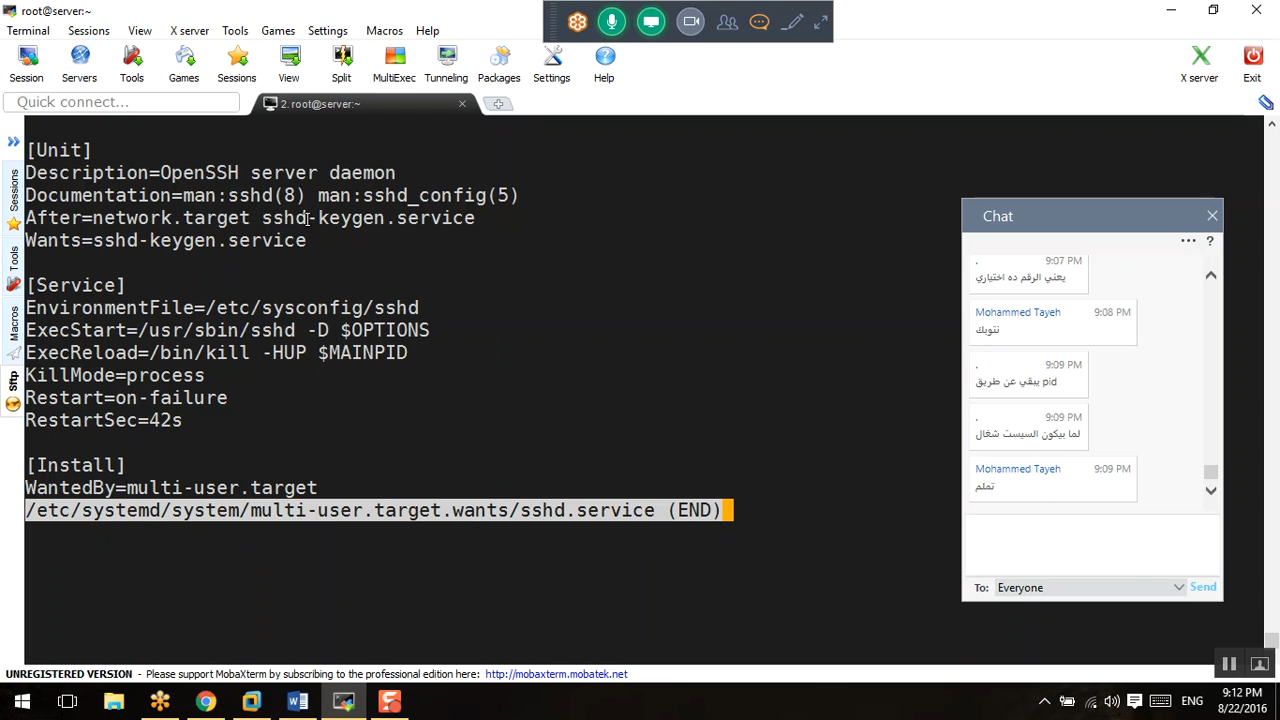 root@server:~
Terminal Sessions View X server Tools Games Settings Macros Help
Session Servers Tools Games Sessions View Split MultiExec Tunneling Packages Settings Help X server Exit
Quick connect...
2. root@server:~
Sessions
Tools
Macros
Sftp
[Unit]
Description=OpenSSH server daemon
Documentation=man:sshd(8) man:sshd_config(5)
After=network.target sshd-keygen.service
Wants=sshd-keygen.service
[Service]
EnvironmentFile=/etc/sysconfig/sshd
ExecStart=/usr/sbin/sshd -D $OPTIONS
ExecReload=/bin/kill -HUP $MAINPID
KillMode=process
Restart=on-failure
RestartSec=42s
[Install]
WantedBy=multi-user.target
/etc/systemd/system/multi-user.target.wants/sshd.service (END)
Chat
... ?
. 9:07 PM
يعني الرقم ده اختياري
Mohammed Tayeh 9:08 PM
نتوبك
. 9:09 PM
يبقي عن طريق pid
. 9:09 PM
لما بيكون السيست شغال
Mohammed Tayeh 9:09 PM
تملم
To: Everyone Send
UNREGISTERED VERSION - Please support MobaXterm by subscribing to the professional edition here: http://mobaxterm.mobatek.net
ENG
9:12 PM
8/22/2016